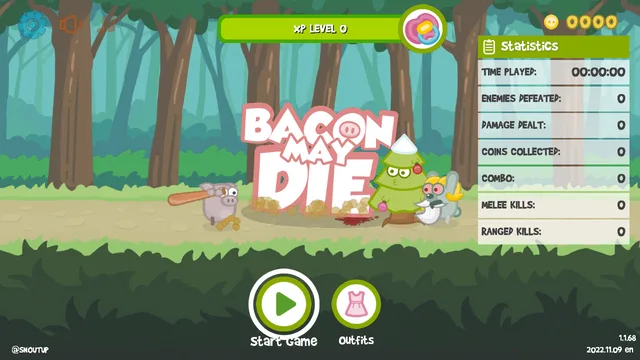 XP LEVEL 0
0000
Statistics
TIME PLAYED: 00:00:00
ENEMIES DEFEATED: 0
DAMAGE DEALT: 0
COINS COLLECTED: 0
COMBO: 0
MELEE KILLS: 0
RANGED KILLS: 0
BACON
MAY
DIE
Start Game
Outfits
@SNOUTUP
1.1.68
2022.11.09 en